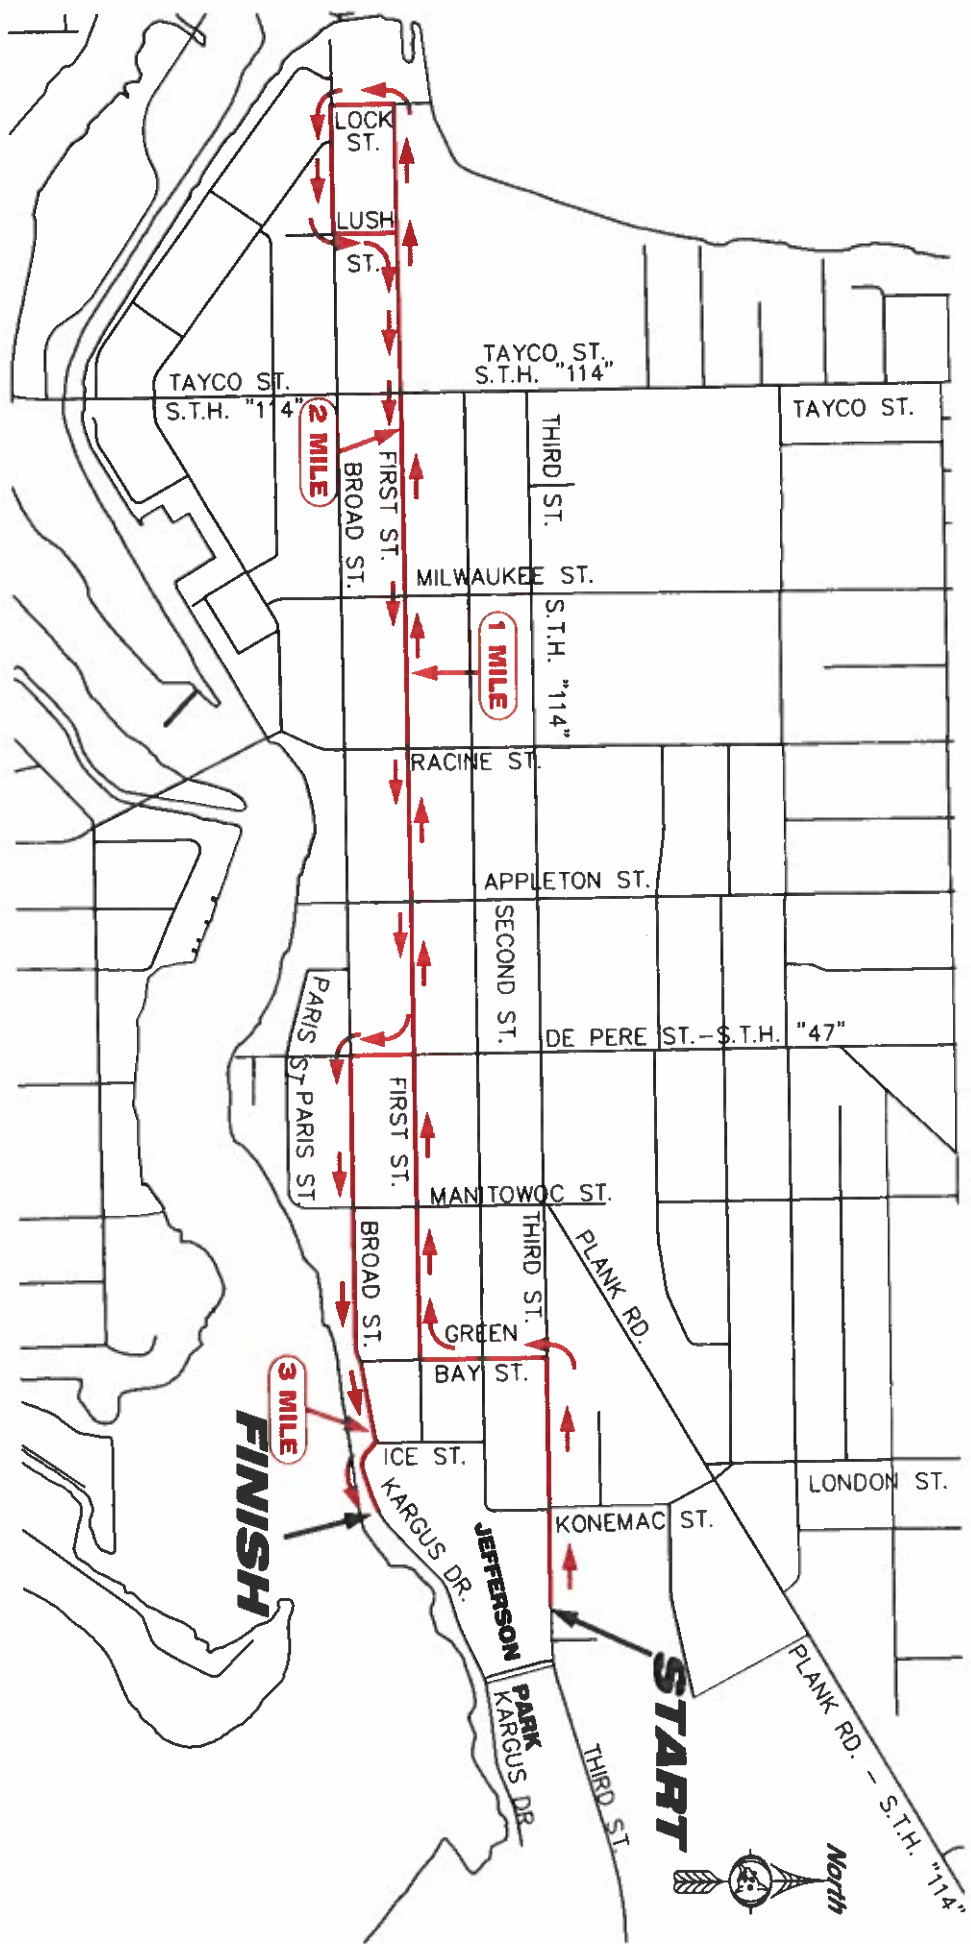 LOCK
ST.
LUSH
ST.
TAYCO ST.
S.T.H. "114"
TAYCO ST.
S.T.H. "114"
TAYCO ST.
2 MILE
BROAD ST.
FIRST ST.
THIRD ST.
MILWAUKEE ST.
1 MILE
S.T.H. "114"
RACINE ST.
APPLETON ST.
SECOND ST.
PARIS ST
DE PERE ST.-S.T.H. "47"
PARIS ST
FIRST ST.
MANITOWOC ST.
BROAD ST.
THIRD ST.
PLANK RD.
GREEN
BAY ST.
3 MILE
ICE ST.
LONDON ST.
FINISH
KARGUS DR.
KONEMAC ST.
JEFFERSON
PARK
KARGUS DR
START
THIRD ST.
PLANK RD. - S.T.H. "114"
North